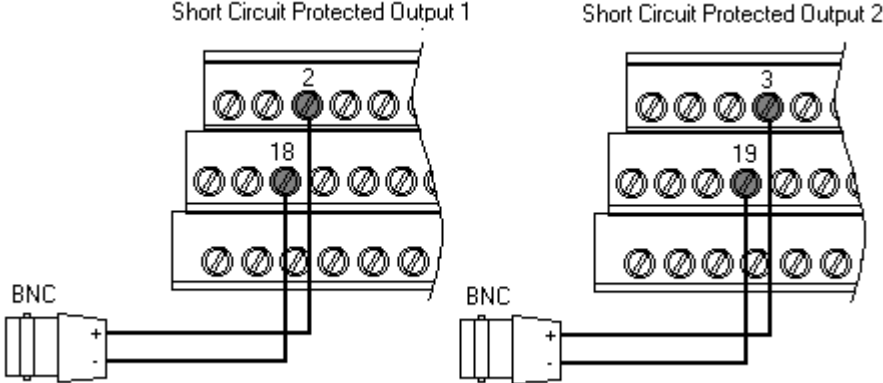 Short Circuit Protected Output 1
2
18
BNC
+
-
Short Circuit Protected Output 2
3
19
BNC
+
-